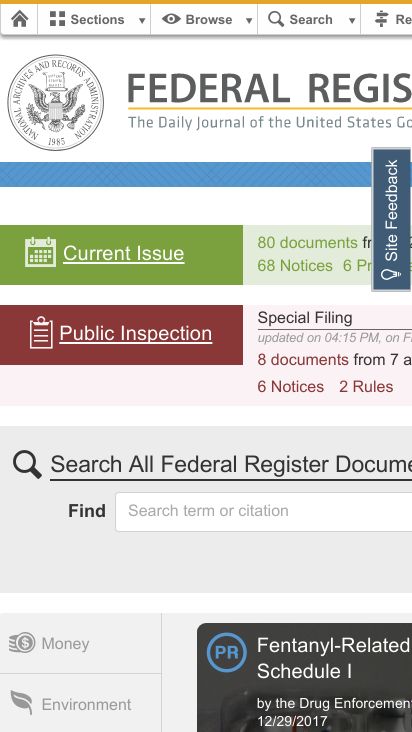 Sections ▾ Browse ▾ Search ▾ Re
NATIONAL ARCHIVES AND RECORDS ADMINISTRATION
1985
FEDERAL REGIS
The Daily Journal of the United States Go
Site Feedback
Current Issue
80 documents fr
68 Notices 6 Pr
Public Inspection
Special Filing
updated on 04:15 PM, on F
8 documents from 7 a
6 Notices 2 Rules
Search All Federal Register Docume
Find Search term or citation
Money
Environment
PR
Fentanyl-Related
Schedule I
by the Drug Enforcemen
12/29/2017